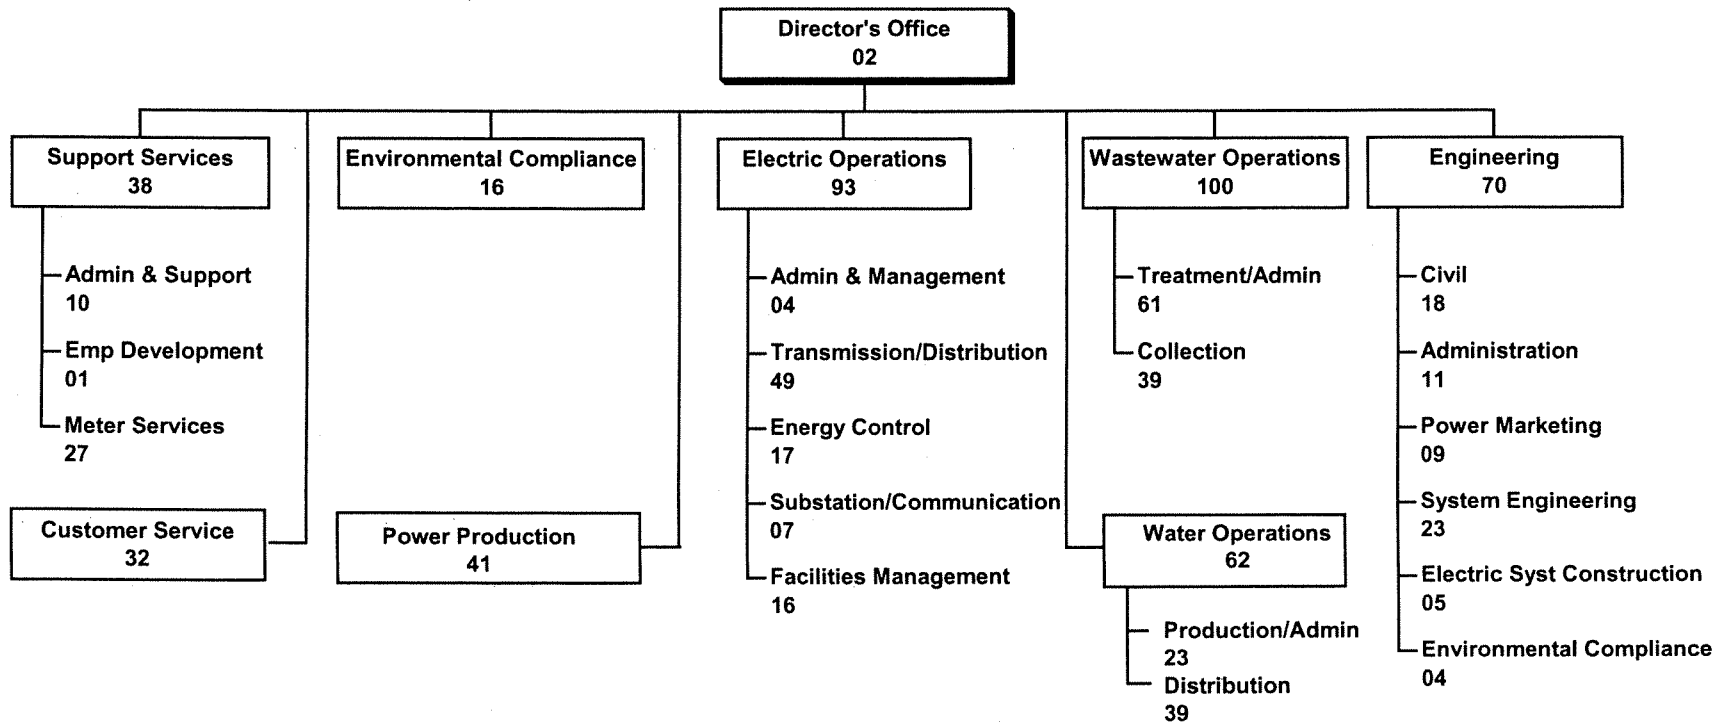 Director's Office
02
Support Services
38
Admin & Support
10
Emp Development
01
Meter Services
27
Customer Service
32
Environmental Compliance
16
Power Production
41
Electric Operations
93
Admin & Management
04
Transmission/Distribution
49
Energy Control
17
Substation/Communication
07
Facilities Management
16
Wastewater Operations
100
Treatment/Admin
61
Collection
39
Water Operations
62
Production/Admin
23
Distribution
39
Engineering
70
Civil
18
Administration
11
Power Marketing
09
System Engineering
23
Electric Syst Construction
05
Environmental Compliance
04